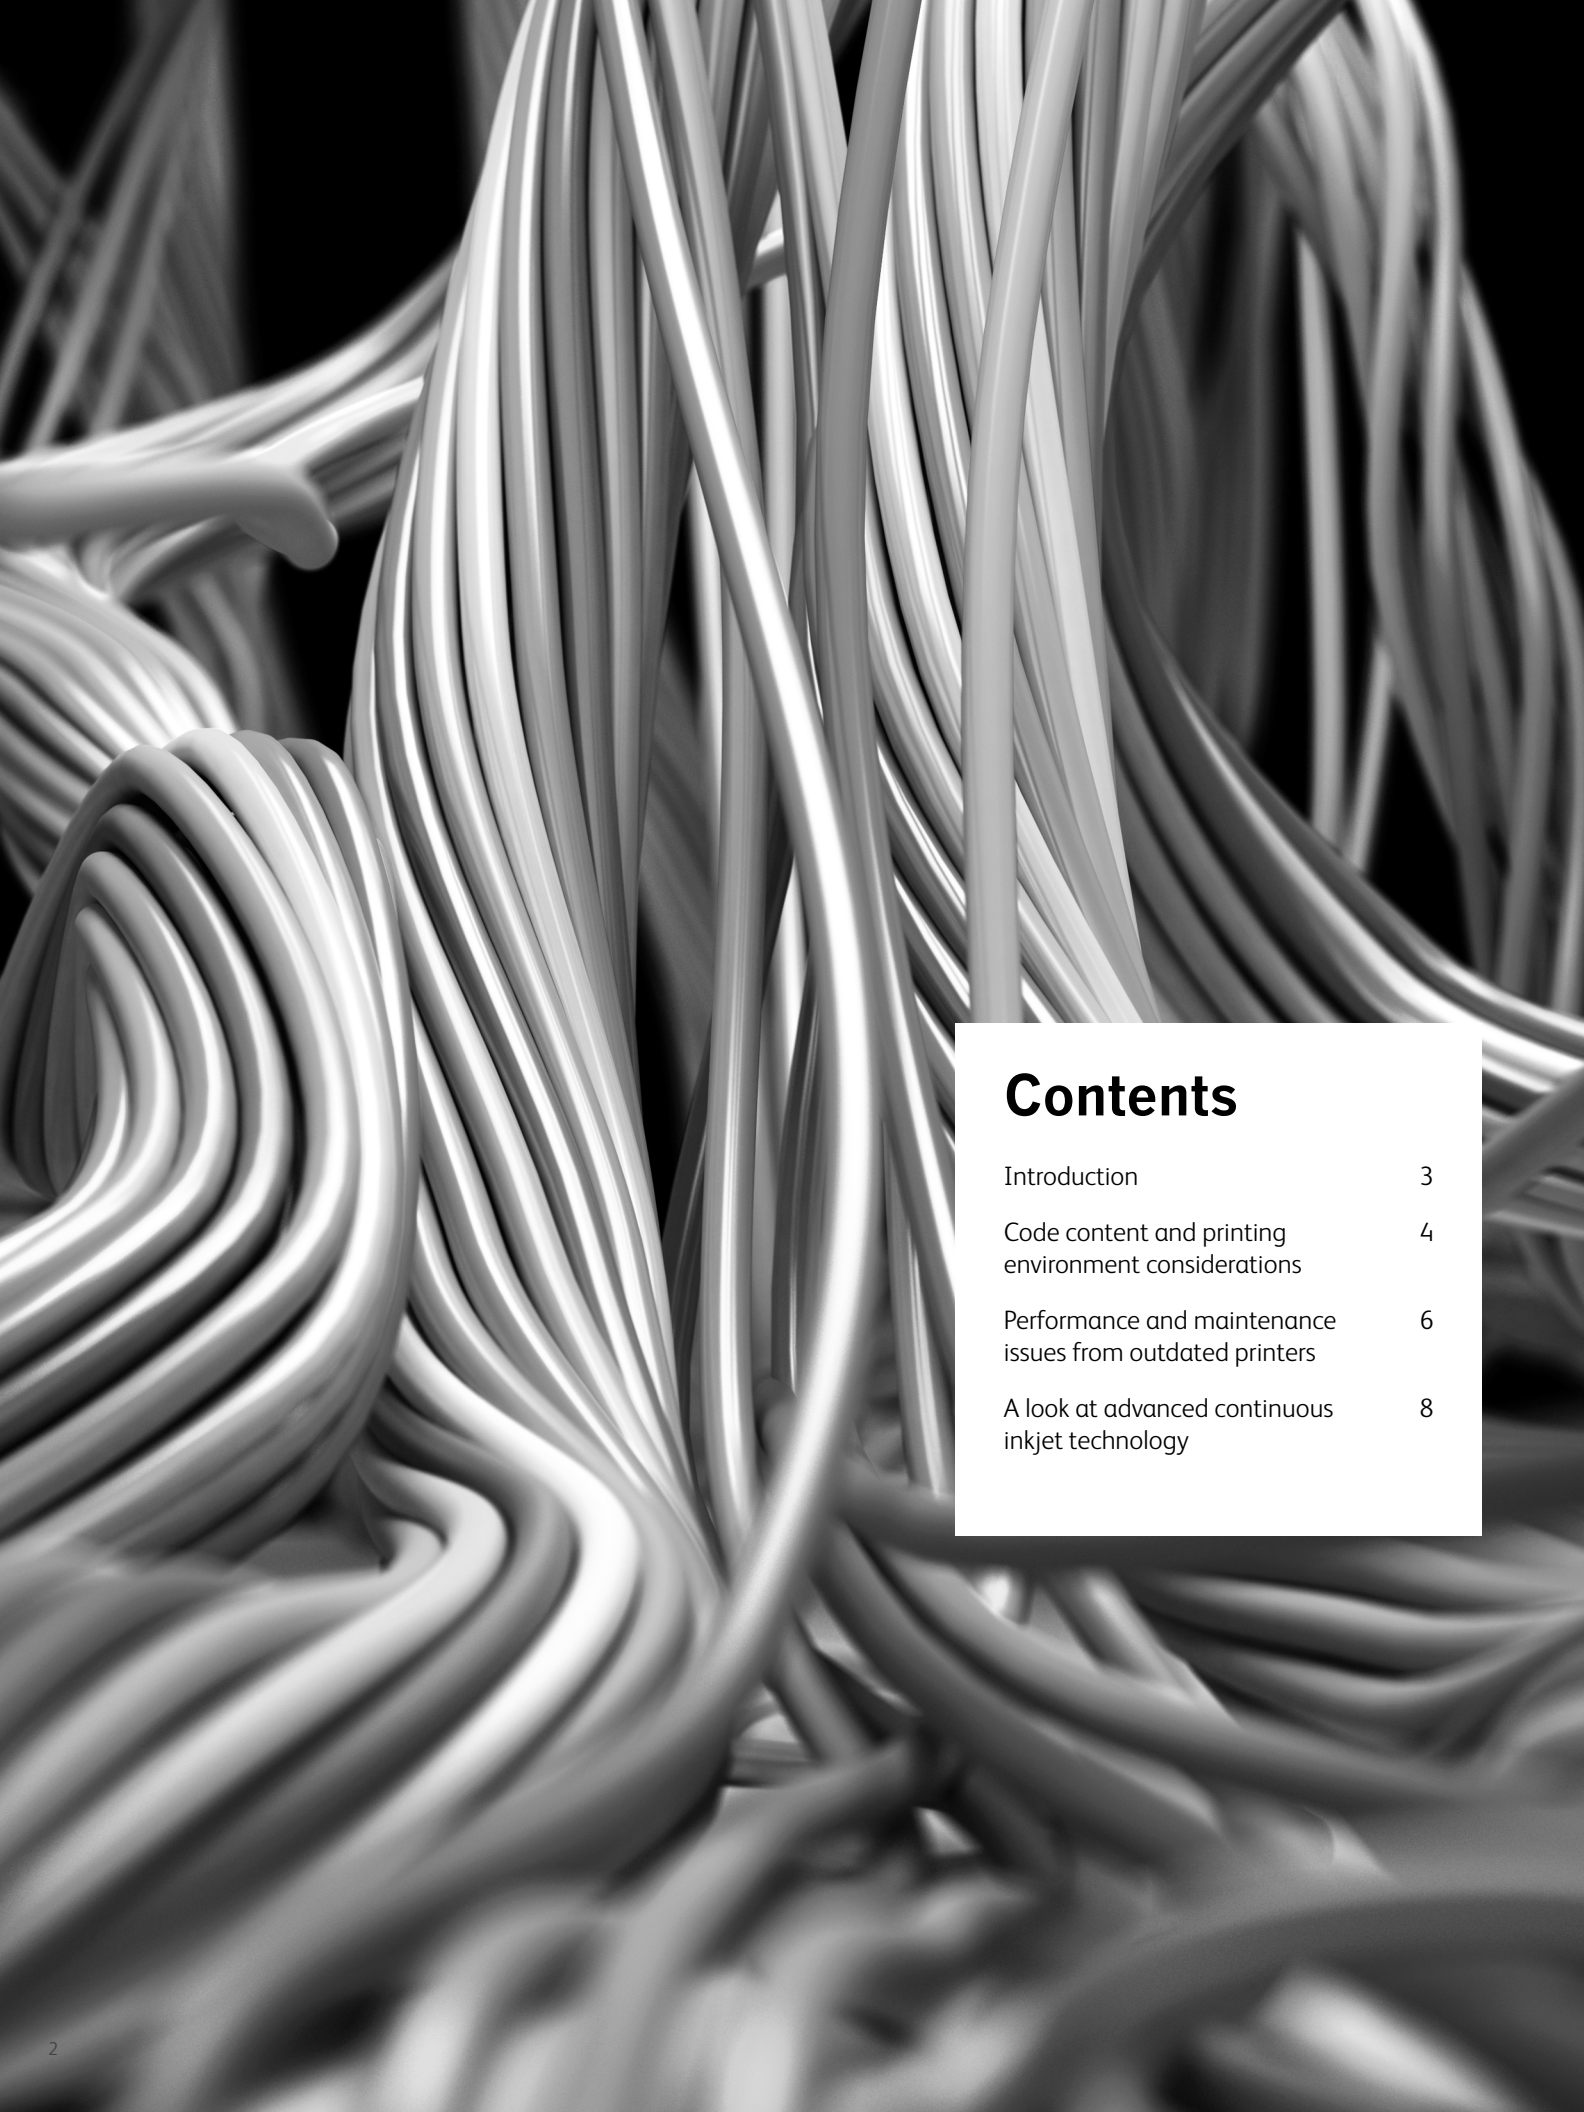 Contents
Introduction 3
Code content and printing 4
environment considerations
Performance and maintenance 6
issues from outdated printers
A look at advanced continuous 8
inkjet technology
2